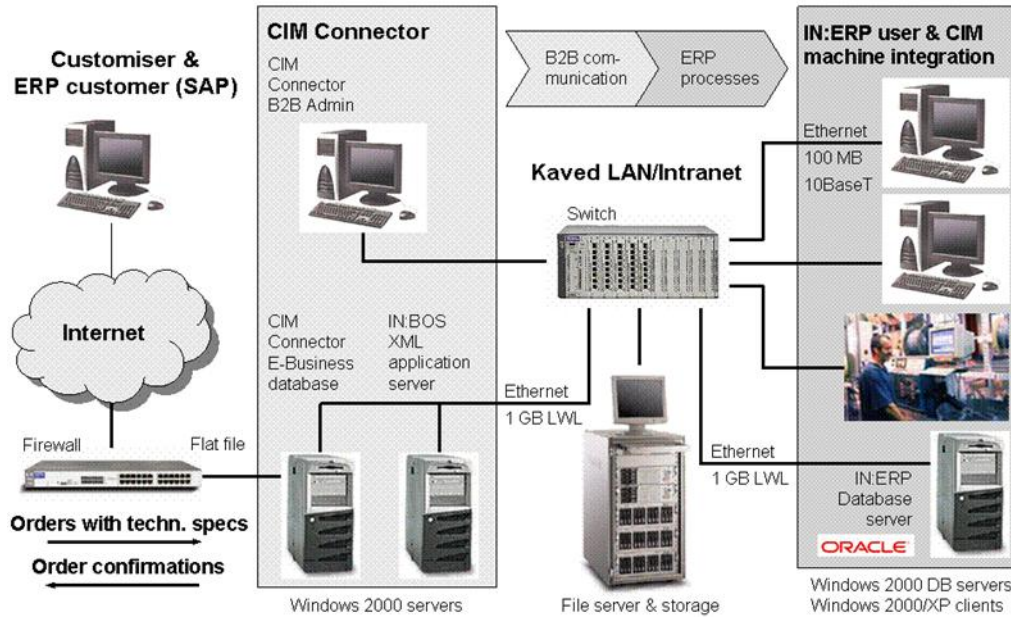 Customiser &
ERP customer (SAP)
Internet
Firewall
Flat file
Orders with techn. specs
Order confirmations
CIM Connector
CIM
Connector
B2B Admin
CIM
Connector
E-Business
database
IN:BOS
XML
application
server
Windows 2000 servers
B2B com-
munication
ERP
processes
Kaved LAN/Intranet
Switch
Ethernet
1 GB LWL
File server & storage
Ethernet
1 GB LWL
IN:ERP user & CIM
machine integration
Ethernet
100 MB
10BaseT
IN:ERP
Database
server
ORACLE
Windows 2000 DB servers
Windows 2000/XP clients